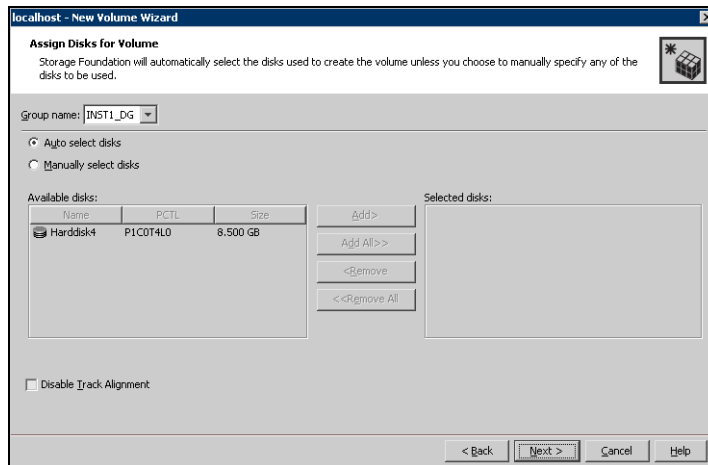 localhost - New Volume Wizard
Assign Disks for Volume
Storage Foundation will automatically select the disks used to create the volume unless you choose to manually specify any of the
disks to be used.
Group name: INST1_DG
Auto select disks
Manually select disks
Available disks:
Selected disks:
Name PCTL Size
Harddisk4 P1C0T4L0 8.500 GB
Add>
Add All>>
<Remove
<<Remove All
Disable Track Alignment
< Back Next > Cancel Help